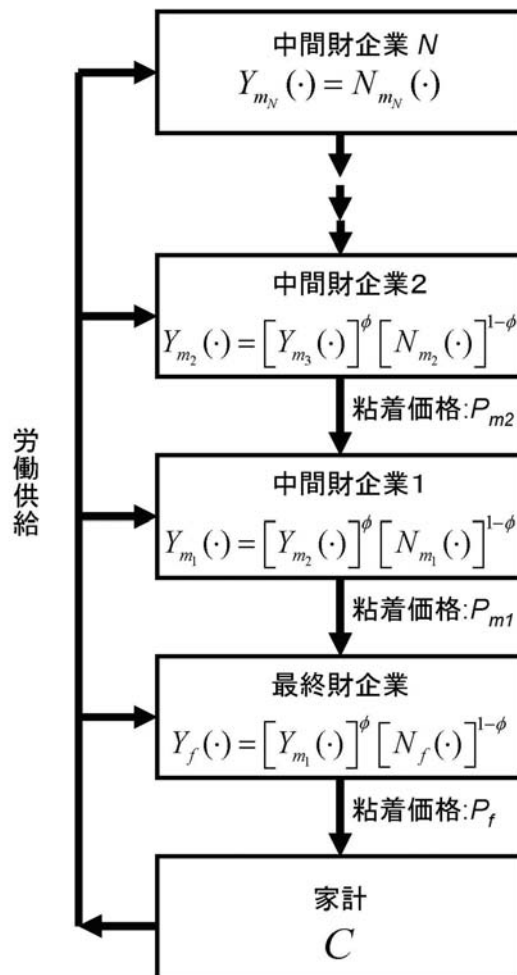 中間財企業 N
Y_{m_N}(·) = N_{m_N}(·)
中間財企業2
Y_{m_2}(·) = [Y_{m_3}(·)]^ϕ [N_{m_2}(·)]^{1-ϕ}
粘着価格:P_{m2}
労働供給
中間財企業1
Y_{m_1}(·) = [Y_{m_2}(·)]^ϕ [N_{m_1}(·)]^{1-ϕ}
粘着価格:P_{m1}
最終財企業
Y_f(·) = [Y_{m_1}(·)]^ϕ [N_f(·)]^{1-ϕ}
粘着価格:P_f
家計
C